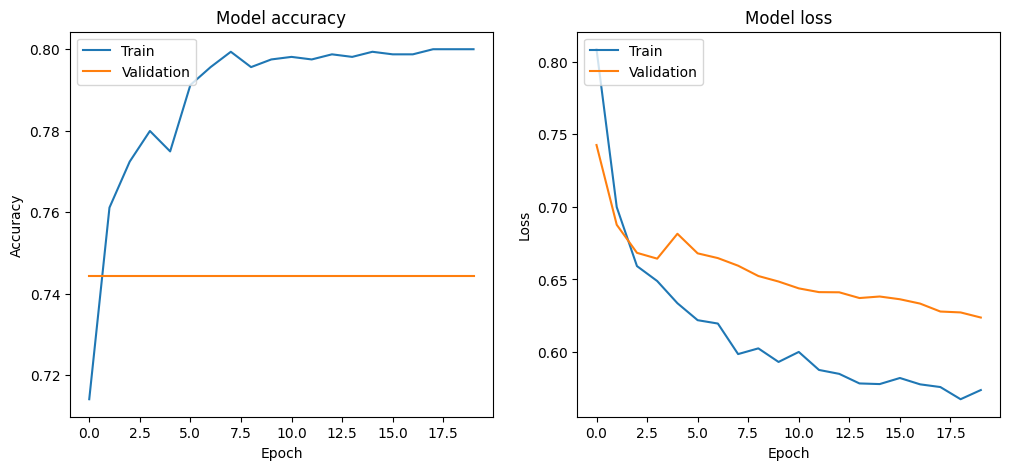 Model accuracy
Train
Validation
0.80
0.78
0.76
0.74
0.72
Accuracy
0.0 2.5 5.0 7.5 10.0 12.5 15.0 17.5
Epoch
Model loss
Train
Validation
0.80
0.75
0.70
0.65
0.60
Loss
0.0 2.5 5.0 7.5 10.0 12.5 15.0 17.5
Epoch